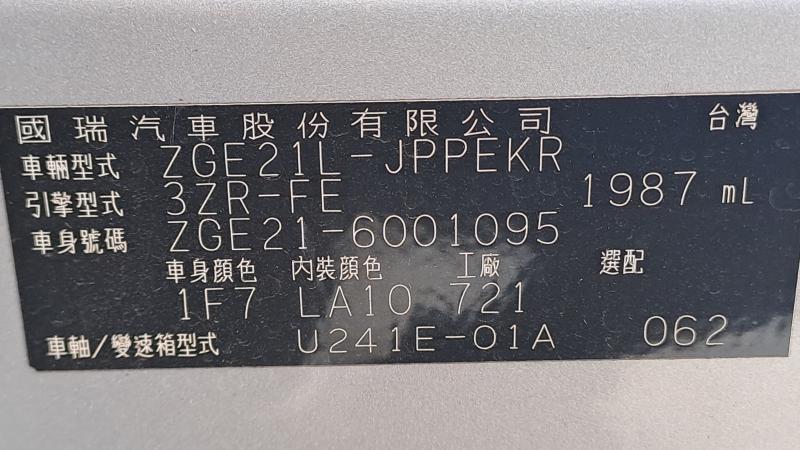 國瑞汽車股份有限公司 台灣
車輛型式 ZGE21L-JPPEKR
引擎型式 3ZR-FE 1987 mL
車身號碼 ZGE21-6001095
車身顏色 內裝顏色 工廠 選配
1F7 LA10 721
車軸/變速箱型式 U241E-01A 062